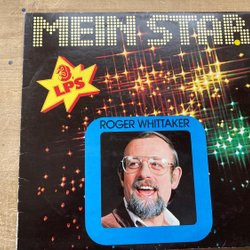 MEIN STAR
3
LPS
ROGER WHITTAKER